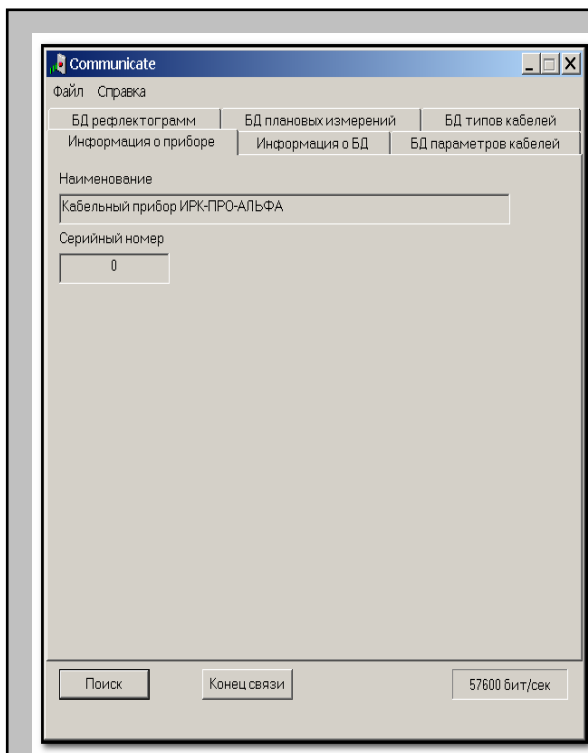 Communicate
Файл Справка
БД рефлектограмм БД плановых измерений БД типов кабелей
Информация о приборе Информация о БД БД параметров кабелей
Наименование
Кабельный прибор ИРК-ПРО-АЛЬФА
Серийный номер
0
Поиск Конец связи 57600 бит/сек